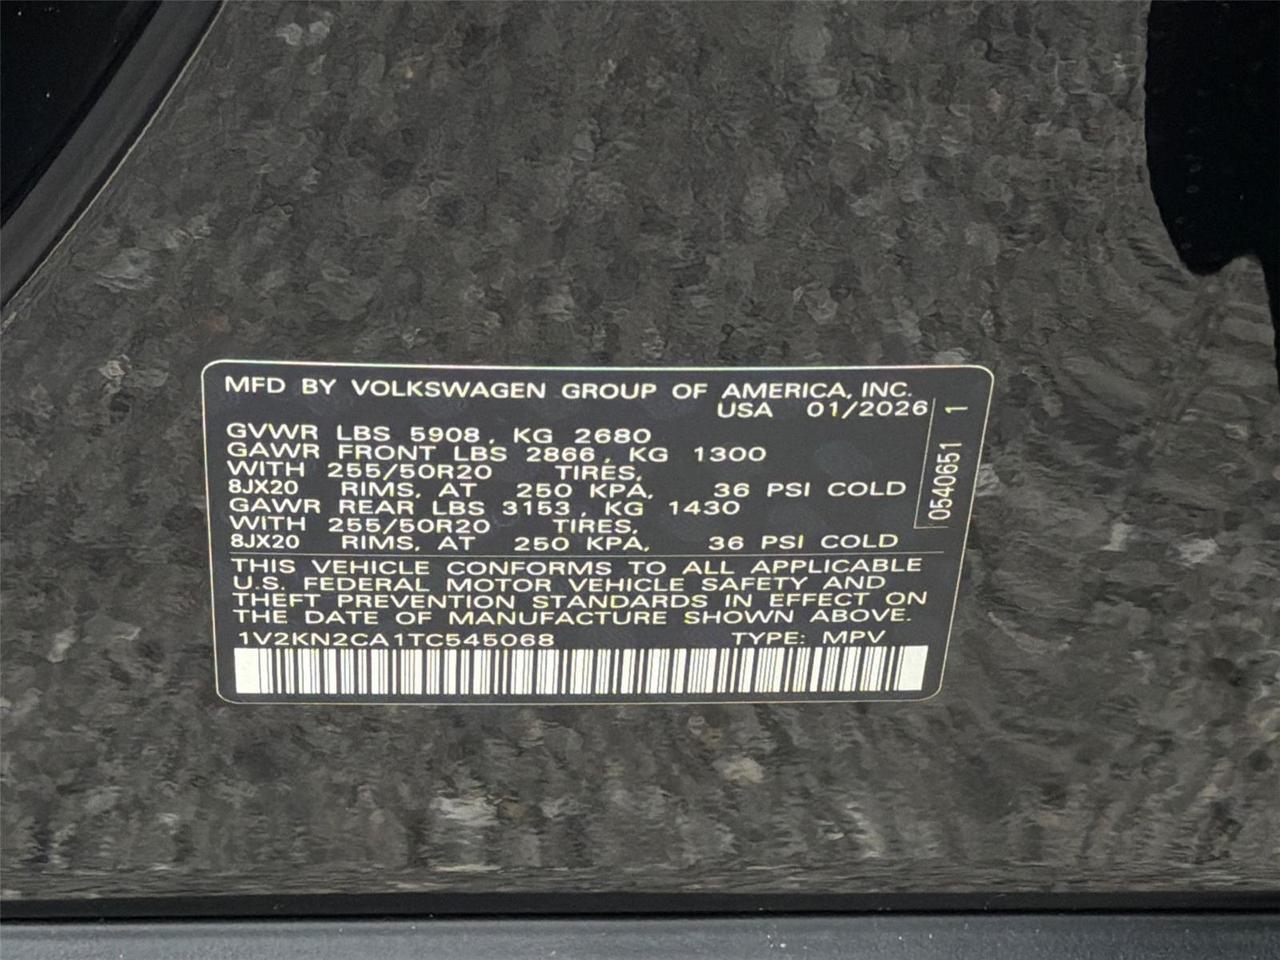 MFD BY VOLKSWAGEN GROUP OF AMERICA, INC.
USA 01/2026
GVWR LBS 5908, KG 2680
GAWR FRONT LBS 2866, KG 1300
WITH 255/50R20 TIRES,
8JX20 RIMS, AT 250 KPA, 36 PSI COLD
GAWR REAR LBS 3153, KG 1430
WITH 255/50R20 TIRES,
8JX20 RIMS, AT 250 KPA, 36 PSI COLD
0540651 1
THIS VEHICLE CONFORMS TO ALL APPLICABLE
U.S. FEDERAL MOTOR VEHICLE SAFETY AND
THEFT PREVENTION STANDARDS IN EFFECT ON
THE DATE OF MANUFACTURE SHOWN ABOVE.
1V2KN2CA1TC545068 TYPE: MPV